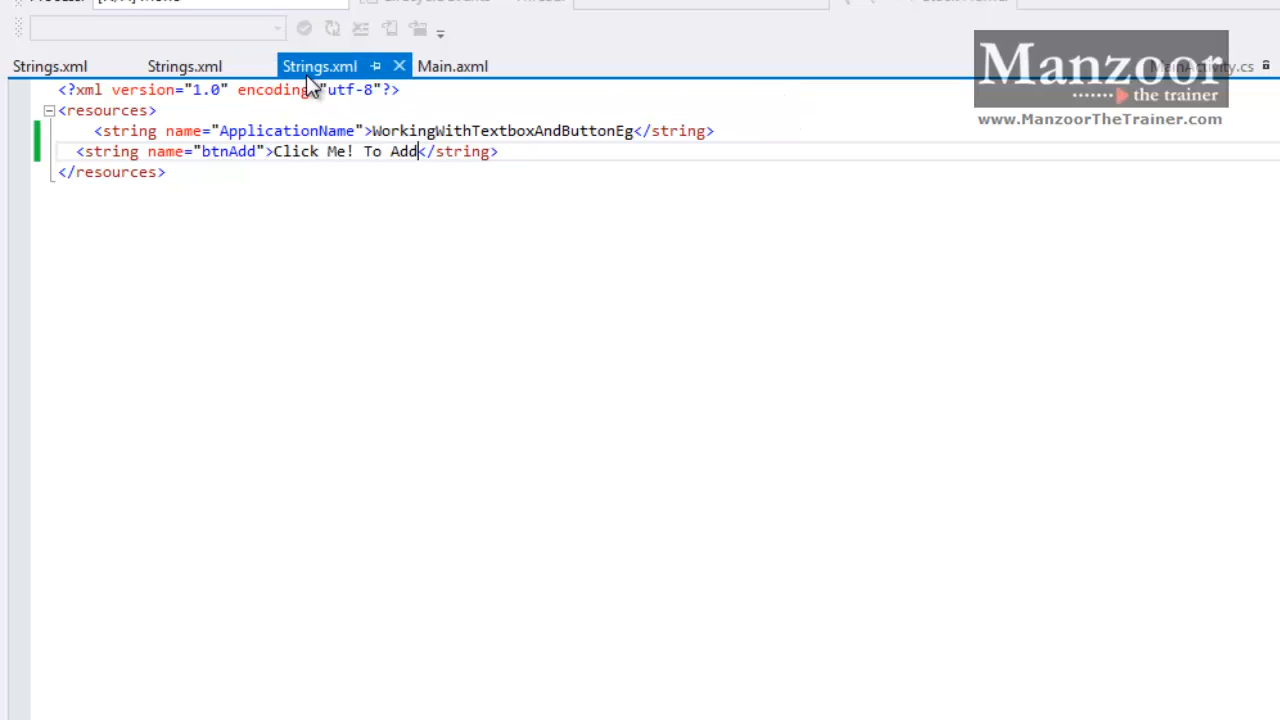 Strings.xml Strings.xml Strings.xml Main.axml
Manzoor
the trainer
www.ManzoorTheTrainer.com
<?xml version="1.0" encoding="utf-8"?>
<resources>
<string name="ApplicationName">WorkingWithTextboxAndButtonEg</string>
<string name="btnAdd">Click Me! To Add</string>
</resources>